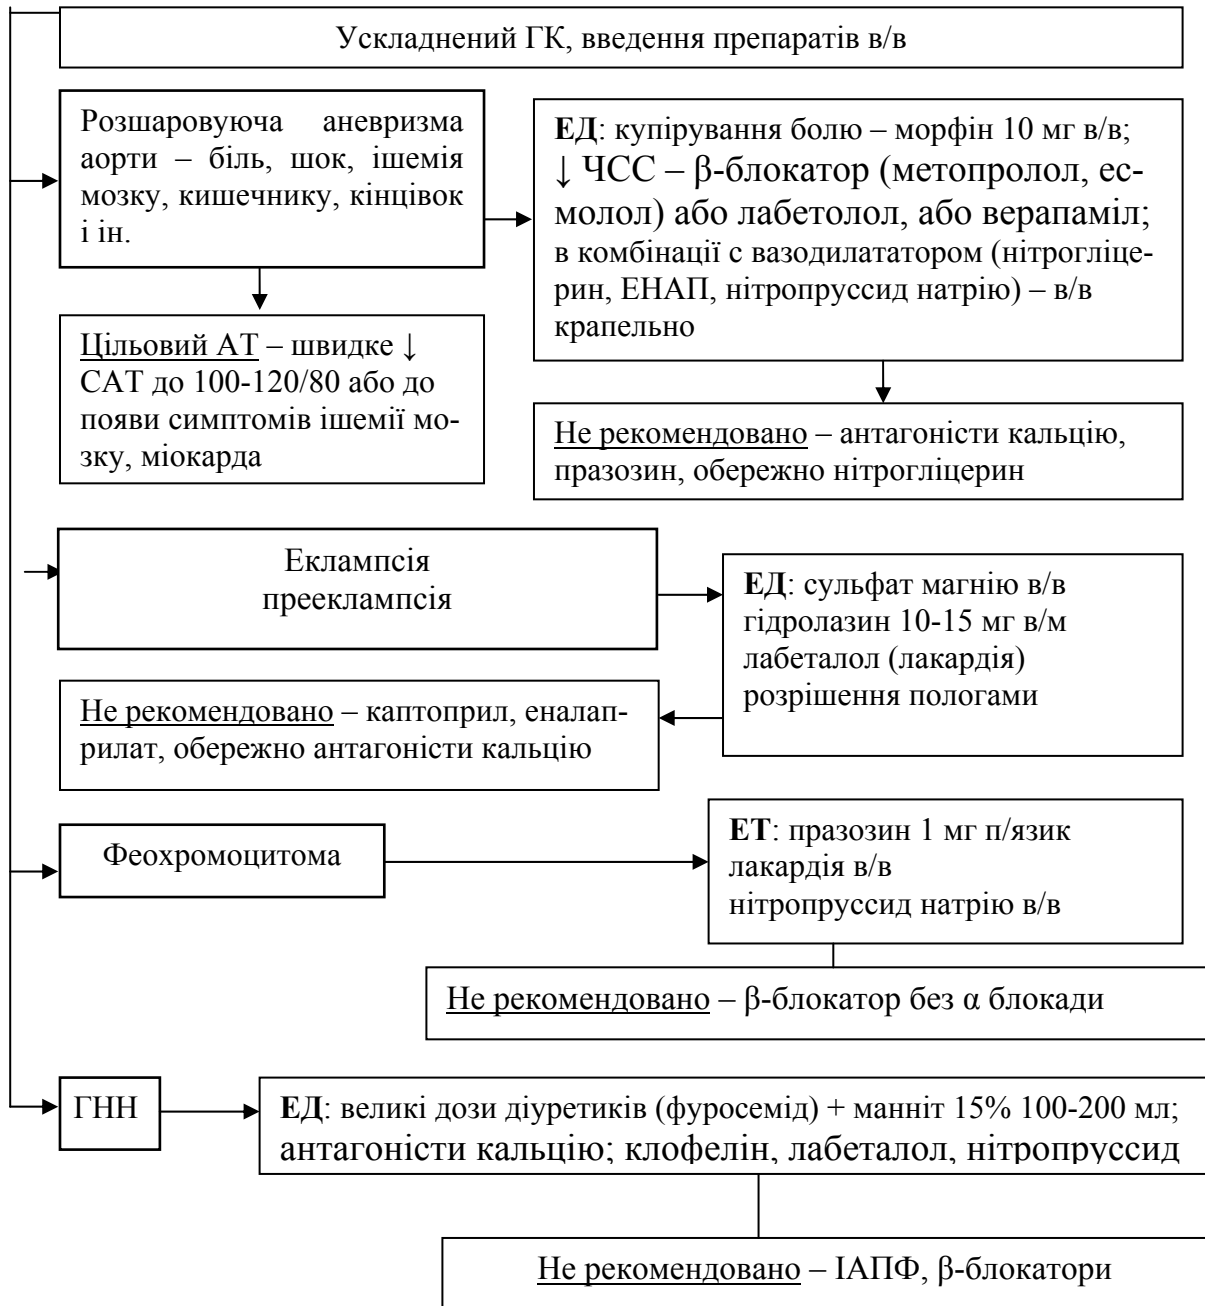 Ускладнений ГК, введення препаратів в/в
Розшаровуюча аневризма
аорти – біль, шок, ішемія
мозку, кишечнику, кінцівок
і ін.
ЕД: купірування болю – морфін 10 мг в/в;
↓ ЧСС – β-блокатор (метопролол, ес-
молол) або лабетолол, або верапаміл;
в комбінації с вазодилататором (нітрогліце-
рин, ЕНАП, нітропруссид натрію) – в/в
крапельно
Цільовий АТ – швидке ↓
САТ до 100-120/80 або до
появи симптомів ішемії мо-
зку, міокарда
Не рекомендовано – антагоністи кальцію,
празозин, обережно нітрогліцерин
Еклампсія
прееклампсія
ЕД: сульфат магнію в/в
гідролазин 10-15 мг в/м
лабеталол (лакардія)
розрішення пологами
Не рекомендовано – каптоприл, еналап-
рилат, обережно антагоністи кальцію
Феохромоцитома
ЕТ: празозин 1 мг п/язик
лакардія в/в
нітропруссид натрію в/в
Не рекомендовано – β-блокатор без α блокади
ГНН
ЕД: великі дози діуретиків (фуросемід) + манніт 15% 100-200 мл;
антагоністи кальцію; клофелін, лабеталол, нітропруссид
Не рекомендовано – ІАПФ, β-блокатори